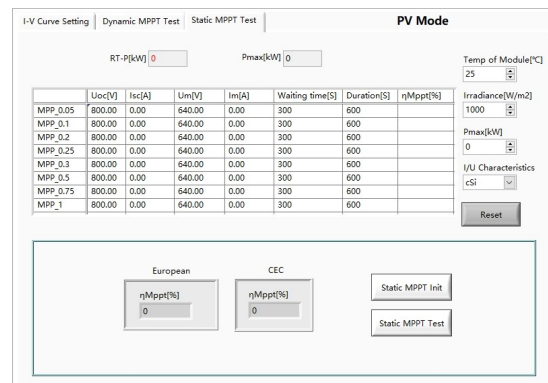 I-V Curve Setting Dynamic MPPT Test Static MPPT Test PV Mode
RT-P[kW] 0 Pmax[kW] 0
Temp of Module[℃]
25
Uoc[V] Isc[A] Um[V] Im[A] Waiting time[S] Duration[S] ηMppt[%]
MPP_0.05 800.00 0.00 640.00 0.00 300 600
MPP_0.1 800.00 0.00 640.00 0.00 300 600
MPP_0.2 800.00 0.00 640.00 0.00 300 600
MPP_0.25 800.00 0.00 640.00 0.00 300 600
MPP_0.3 800.00 0.00 640.00 0.00 300 600
MPP_0.5 800.00 0.00 640.00 0.00 300 600
MPP_0.75 800.00 0.00 640.00 0.00 300 600
MPP_1 800.00 0.00 640.00 0.00 300 600
Irradiance[W/m2]
1000
Pmax[kW]
0
I/U Characteristics
cSi
Reset
European CEC
ηMppt[%] ηMppt[%]
0 0
Static MPPT Init
Static MPPT Test